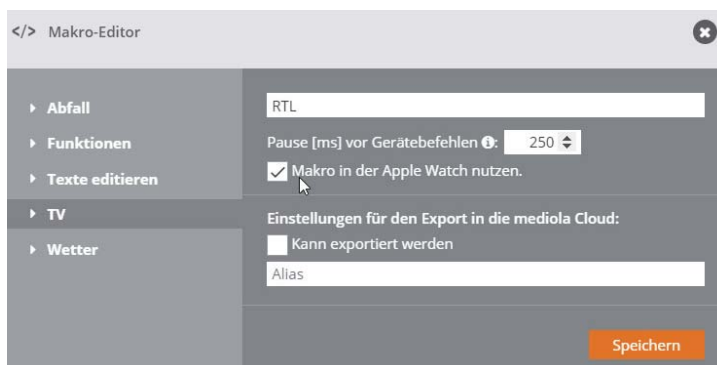 </> Makro-Editor
Abfall
Funktionen
Texte editieren
TV
Wetter
RTL
Pause [ms] vor Gerätebefehlen i: 250
Makro in der Apple Watch nutzen.
Einstellungen für den Export in die mediola Cloud:
Kann exportiert werden
Alias
Speichern